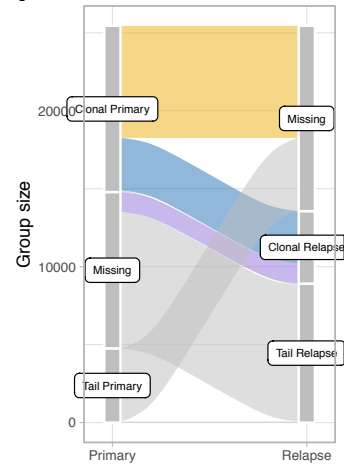 Group size
20000
10000
0
Clonal Primary
Missing
Tail Primary
Missing
Clonal Relapse
Tail Relapse
Primary
Relapse